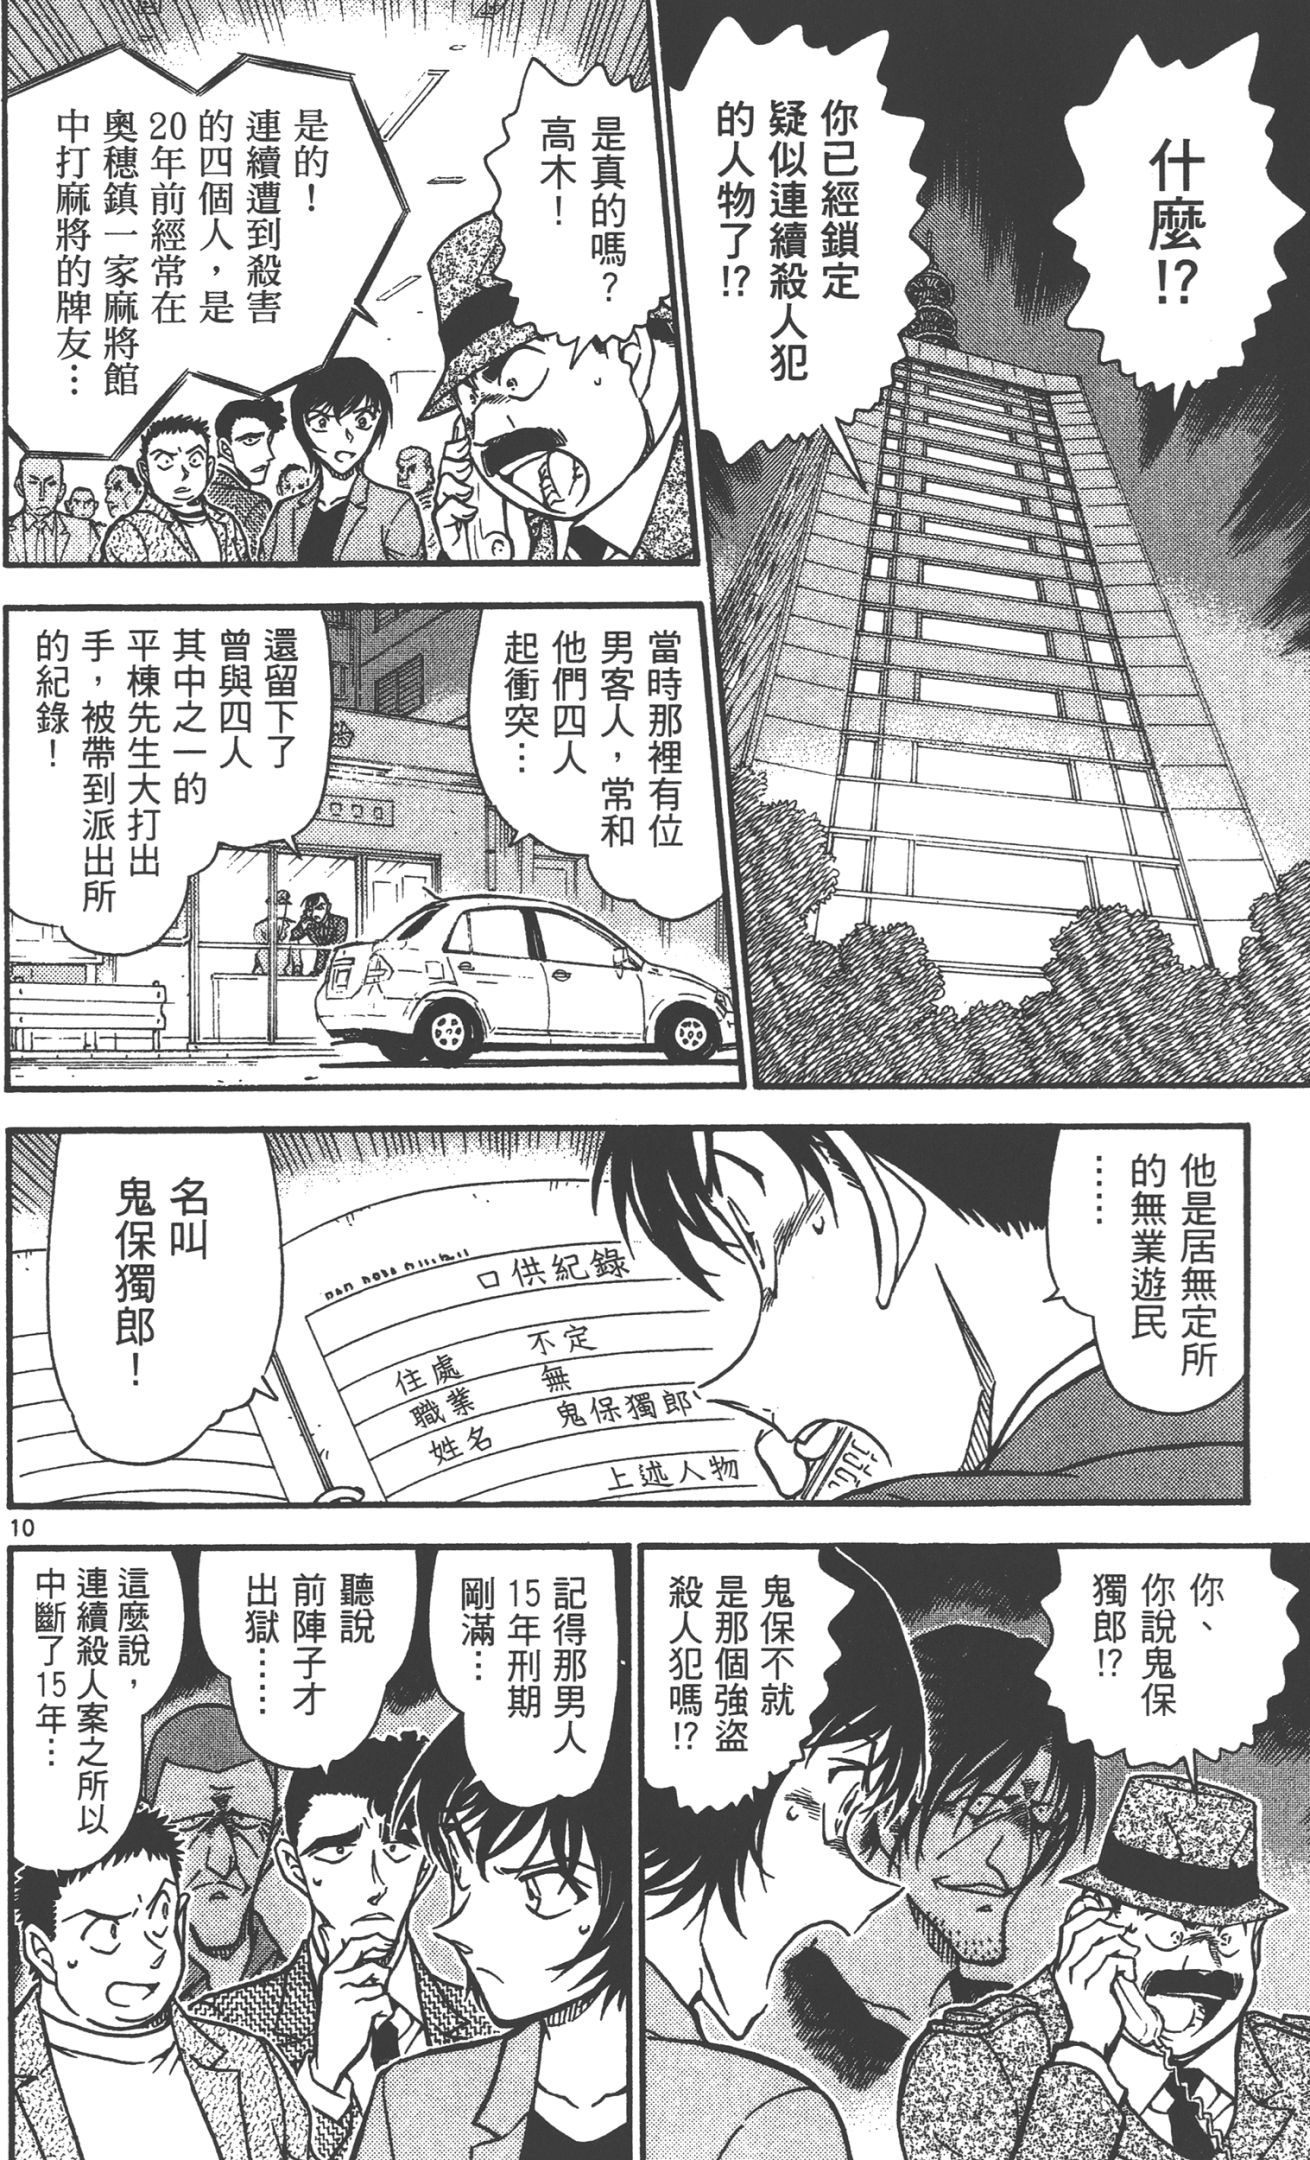 什麼!?
你已經鎖定
疑似連續殺人犯
的人物了!?
是真的嗎?
高木!
是的!
連續遭到殺害
的四個人，是
20年前經常在
奧穗鎮一家麻將館
中打麻將的牌友…
當時那裡有位
男客人，常和
他們四人
起衝突…
還留下了
曾與四人
其中之一的
平棟先生大打出
手，被帶到派出所
的紀錄!
他是居無定所
的無業遊民
……
口供紀錄
住處 不定
職業 無
姓名 鬼保獨郎
上述人物
名叫
鬼保獨郎!
10
你、
你說鬼保
獨郎!?
鬼保不就
是那個強盜
殺人犯嗎!?
記得那男人
15年刑期
剛滿…
聽說
前陣子才
出獄……
這麼說，
連續殺人案之所以
中斷了15年…